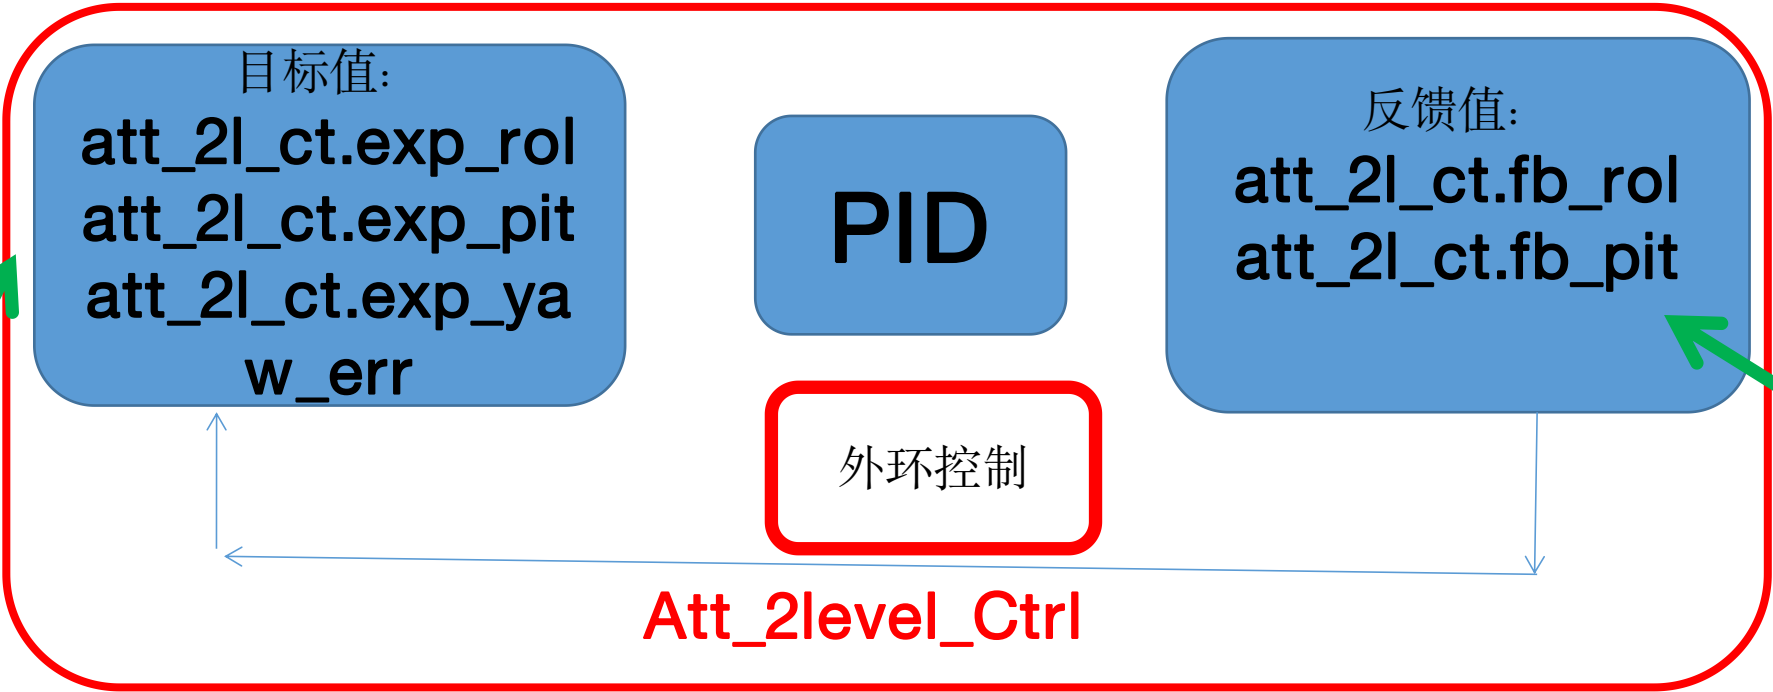 目标值:
att_2l_ct.exp_rol
att_2l_ct.exp_pit
att_2l_ct.exp_ya
w_err
PID
反馈值:
att_2l_ct.fb_rol
att_2l_ct.fb_pit
外环控制
Att_2level_Ctrl